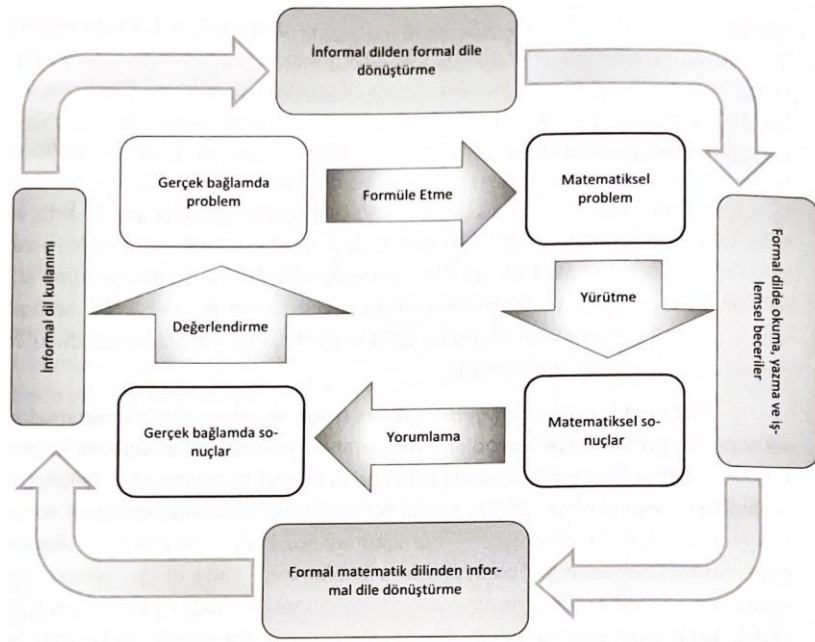 İnformal dilden formal dile
dönüştürme
Gerçek bağlamda
problem
Formüle Etme
Matematiksel
problem
İnformal dil kullanımı
Formal dilde okuma, yazma ve iş-
lemsel beceriler
Değerlendirme
Yürütme
Gerçek bağlamda so-
nuçlar
Yorumlama
Matematiksel so-
nuçlar
Formal matematik dilinden infor-
mal dile dönüştürme